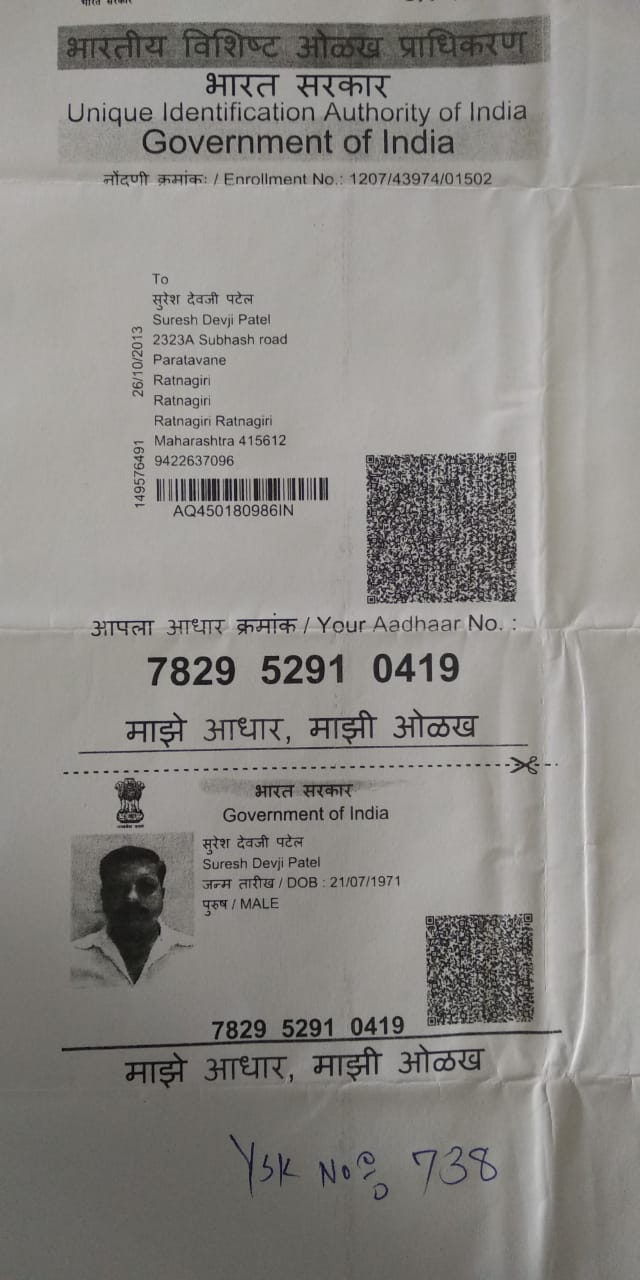 भारतीय विशिष्ट ओळख प्राधिकरण
भारत सरकार
Unique Identification Authority of India
Government of India
नोंदणी क्रमांकः / Enrollment No.: 1207/43974/01502
To
सुरेश देवजी पटेल
Suresh Devji Patel
2323A Subhash road
Paratavane
Ratnagiri
Ratnagiri
Ratnagiri Ratnagiri
Maharashtra 415612
9422637096
149576491 26/10/2013
AQ450180986IN
आपला आधार क्रमांक / Your Aadhaar No. :
7829 5291 0419
माझे आधार, माझी ओळख
भारत सरकार
Government of India
सुरेश देवजी पटेल
Suresh Devji Patel
जन्म तारीख / DOB : 21/07/1971
पुरुष / MALE
7829 5291 0419
माझे आधार, माझी ओळख
YSK No. 738